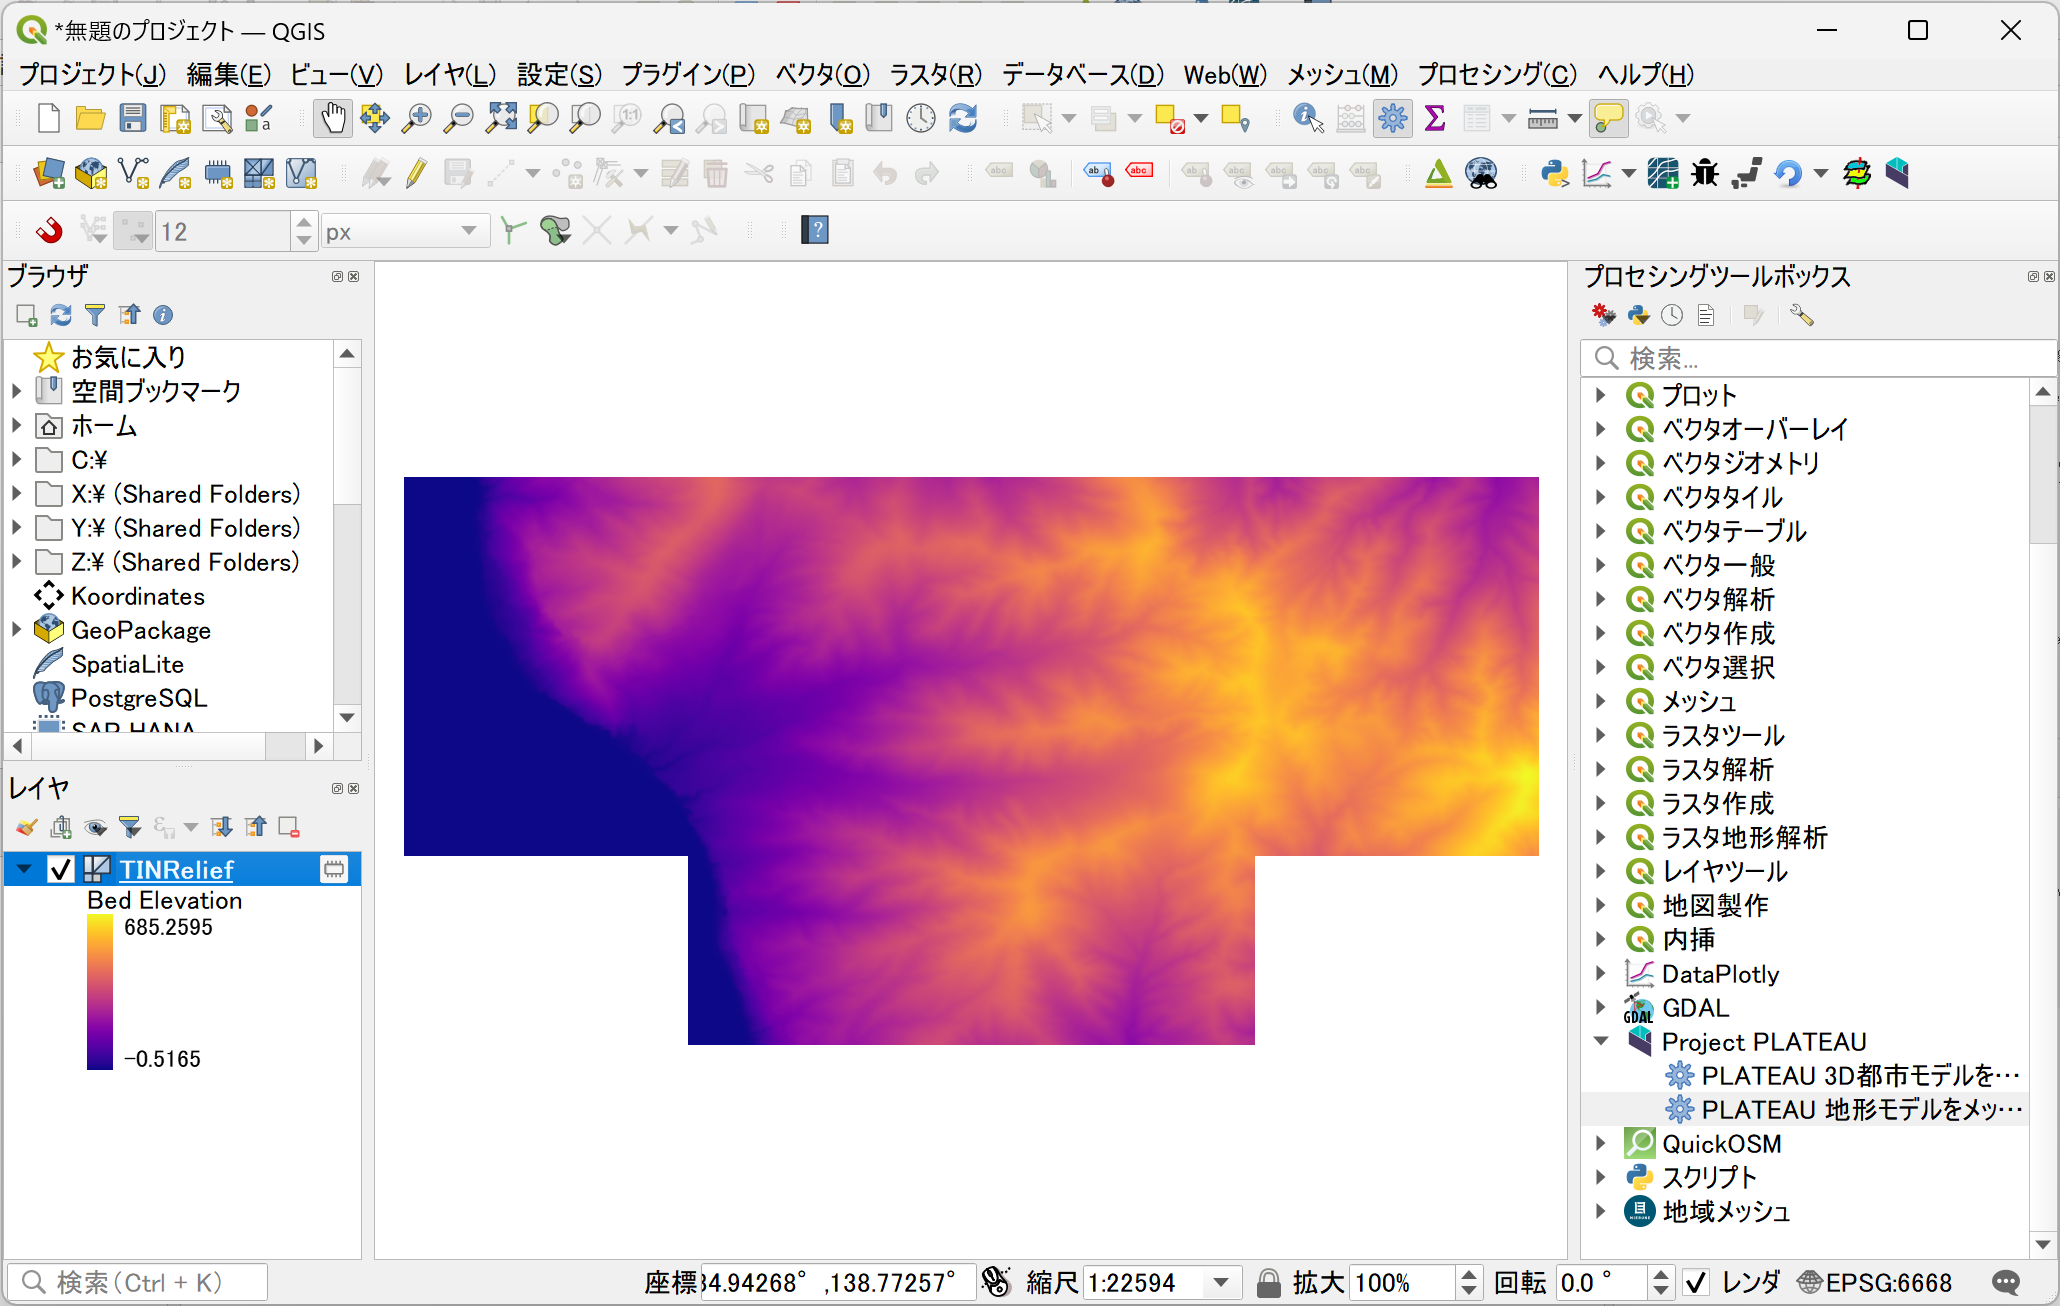 *無題のプロジェクト — QGIS
プロジェクト(J) 編集(E) ビュー(V) レイヤ(L) 設定(S) プラグイン(P) ベクタ(O) ラスタ(R) データベース(D) Web(W) メッシュ(M) プロセシング(C) ヘルプ(H)
12 px
ブラウザ
お気に入り
空間ブックマーク
ホーム
C:¥
X:¥ (Shared Folders)
Y:¥ (Shared Folders)
Z:¥ (Shared Folders)
Koordinates
GeoPackage
SpatiaLite
PostgreSQL
SAP HANA
レイヤ
TINRelief
Bed Elevation
685.2595
-0.5165
プロセシングツールボックス
検索...
プロット
ベクタオーバーレイ
ベクタジオメトリ
ベクタタイル
ベクタテーブル
ベクター般
ベクタ解析
ベクタ作成
ベクタ選択
メッシュ
ラスタツール
ラスタ解析
ラスタ作成
ラスタ地形解析
レイヤツール
地図製作
内挿
DataPlotly
GDAL
Project PLATEAU
PLATEAU 3D都市モデルを…
PLATEAU 地形モデルをメッ…
QuickOSM
スクリプト
地域メッシュ
検索(Ctrl + K)
座標 34.94268° ,138.77257° 縮尺 1:22594 拡大 100% 回転 0.0 ° レンダ EPSG:6668